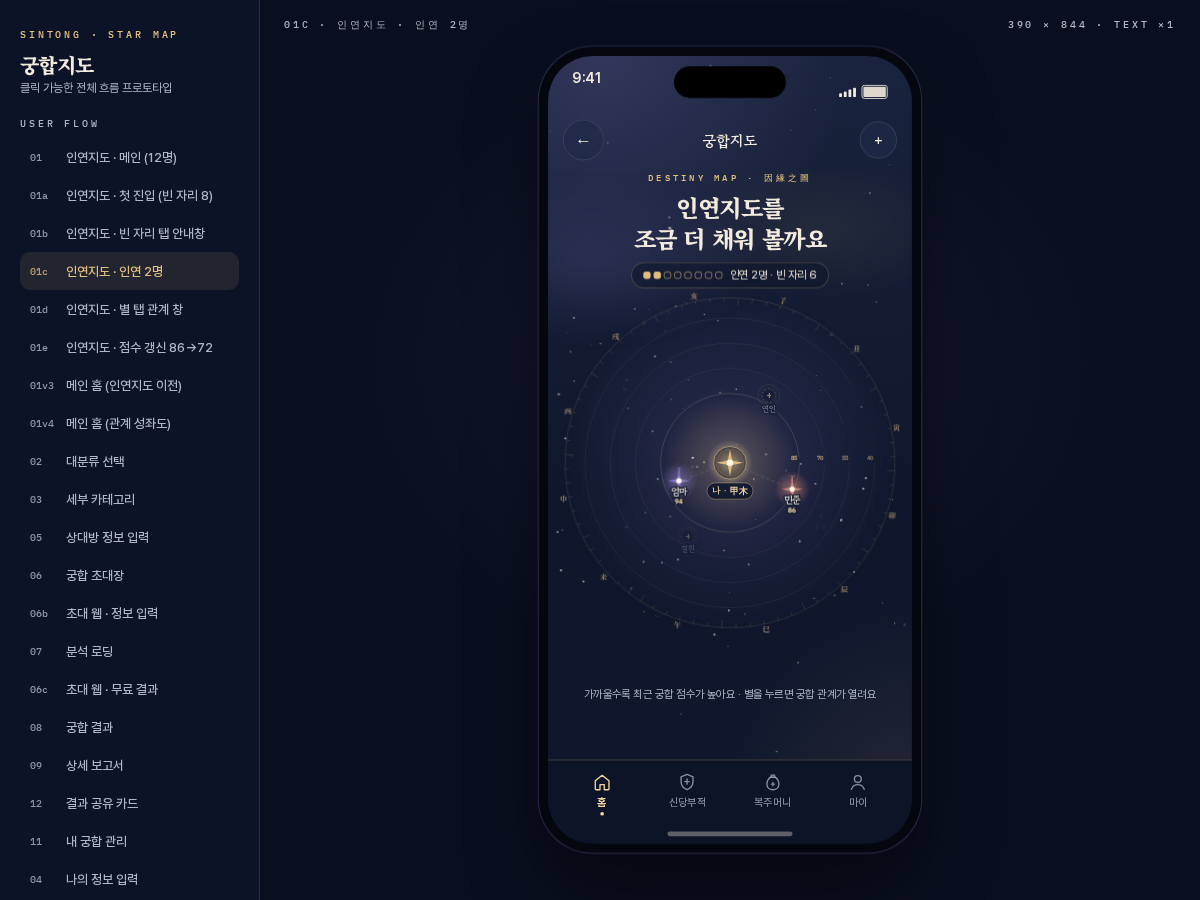 SINTONG · STAR MAP
궁합지도
클릭 가능한 전체 흐름 프로토타입
USER FLOW
01 인연지도 · 메인 (12명)
01a 인연지도 · 첫 진입 (빈 자리 8)
01b 인연지도 · 빈 자리 탭 안내창
01c 인연지도 · 인연 2명
01d 인연지도 · 별 탭 관계 창
01e 인연지도 · 점수 갱신 86→72
01v3 메인 홈 (인연지도 이전)
01v4 메인 홈 (관계 성좌도)
02 대분류 선택
03 세부 카테고리
05 상대방 정보 입력
06 궁합 초대장
06b 초대 웹 · 정보 입력
07 분석 로딩
06c 초대 웹 · 무료 결과
08 궁합 결과
09 상세 보고서
12 결과 공유 카드
11 내 궁합 관리
04 나의 정보 입력
01C · 인연지도 · 인연 2명
390 × 844 · TEXT ×1
9:41
← 궁합지도 +
DESTINY MAP · 因緣之圖
인연지도를
조금 더 채워 볼까요
인연 2명 · 빈 자리 6
亥 子
戌 丑
+
연인
酉 寅
85 70 55 40
엄마
94
나 · 甲木
민준
86
申 卯
+
未 辰
午 巳
가까울수록 최근 궁합 점수가 높아요 · 별을 누르면 궁합 관계가 열려요
홈 신당부적 복주머니 마이